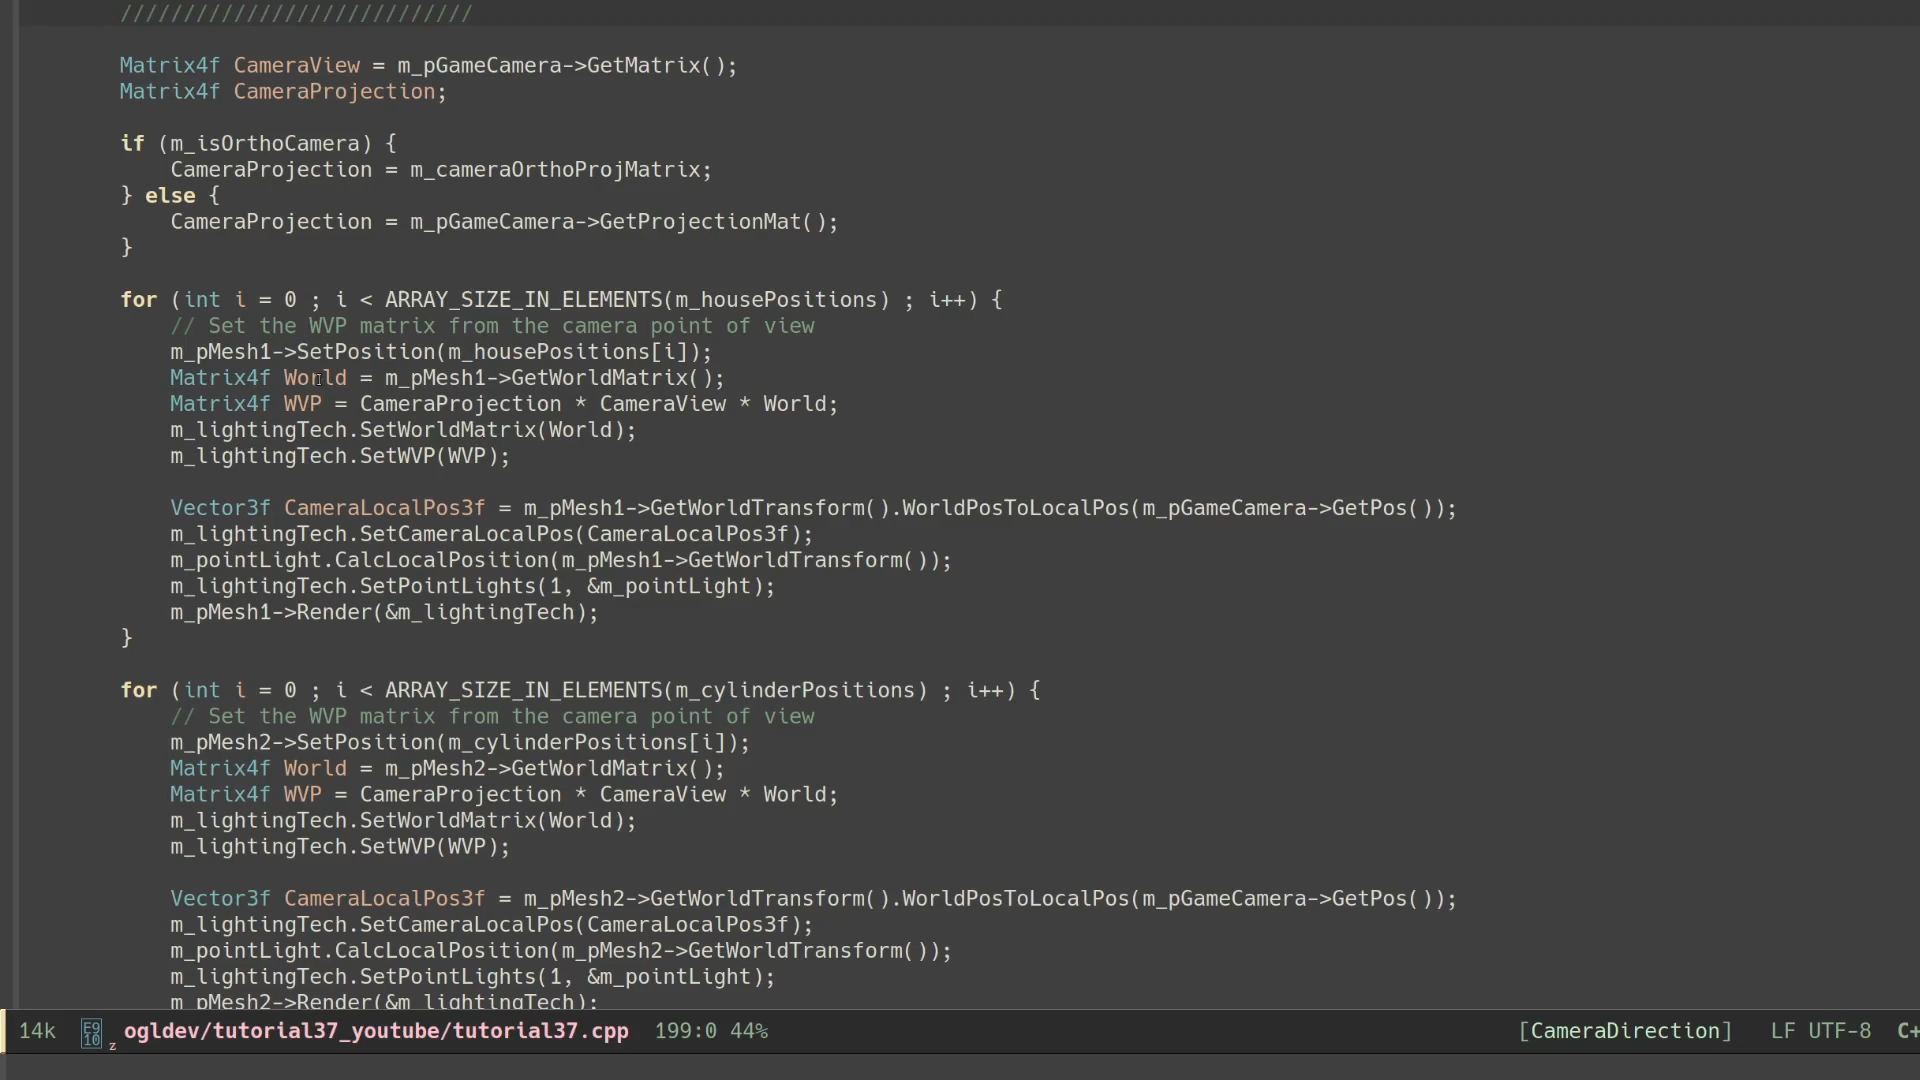 ////////////////////////////
Matrix4f CameraView = m_pGameCamera->GetMatrix();
Matrix4f CameraProjection;
if (m_isOrthoCamera) {
CameraProjection = m_cameraOrthoProjMatrix;
} else {
CameraProjection = m_pGameCamera->GetProjectionMat();
}
for (int i = 0 ; i < ARRAY_SIZE_IN_ELEMENTS(m_housePositions) ; i++) {
// Set the WVP matrix from the camera point of view
m_pMesh1->SetPosition(m_housePositions[i]);
Matrix4f World = m_pMesh1->GetWorldMatrix();
Matrix4f WVP = CameraProjection * CameraView * World;
m_lightingTech.SetWorldMatrix(World);
m_lightingTech.SetWVP(WVP);
Vector3f CameraLocalPos3f = m_pMesh1->GetWorldTransform().WorldPosToLocalPos(m_pGameCamera->GetPos());
m_lightingTech.SetCameraLocalPos(CameraLocalPos3f);
m_pointLight.CalcLocalPosition(m_pMesh1->GetWorldTransform());
m_lightingTech.SetPointLights(1, &m_pointLight);
m_pMesh1->Render(&m_lightingTech);
}
for (int i = 0 ; i < ARRAY_SIZE_IN_ELEMENTS(m_cylinderPositions) ; i++) {
// Set the WVP matrix from the camera point of view
m_pMesh2->SetPosition(m_cylinderPositions[i]);
Matrix4f World = m_pMesh2->GetWorldMatrix();
Matrix4f WVP = CameraProjection * CameraView * World;
m_lightingTech.SetWorldMatrix(World);
m_lightingTech.SetWVP(WVP);
Vector3f CameraLocalPos3f = m_pMesh2->GetWorldTransform().WorldPosToLocalPos(m_pGameCamera->GetPos());
m_lightingTech.SetCameraLocalPos(CameraLocalPos3f);
m_pointLight.CalcLocalPosition(m_pMesh2->GetWorldTransform());
m_lightingTech.SetPointLights(1, &m_pointLight);
m_pMesh2->Render(&m_lightingTech);
14k z ogldev/tutorial37_youtube/tutorial37.cpp 199:0 44% [CameraDirection] LF UTF-8 C+